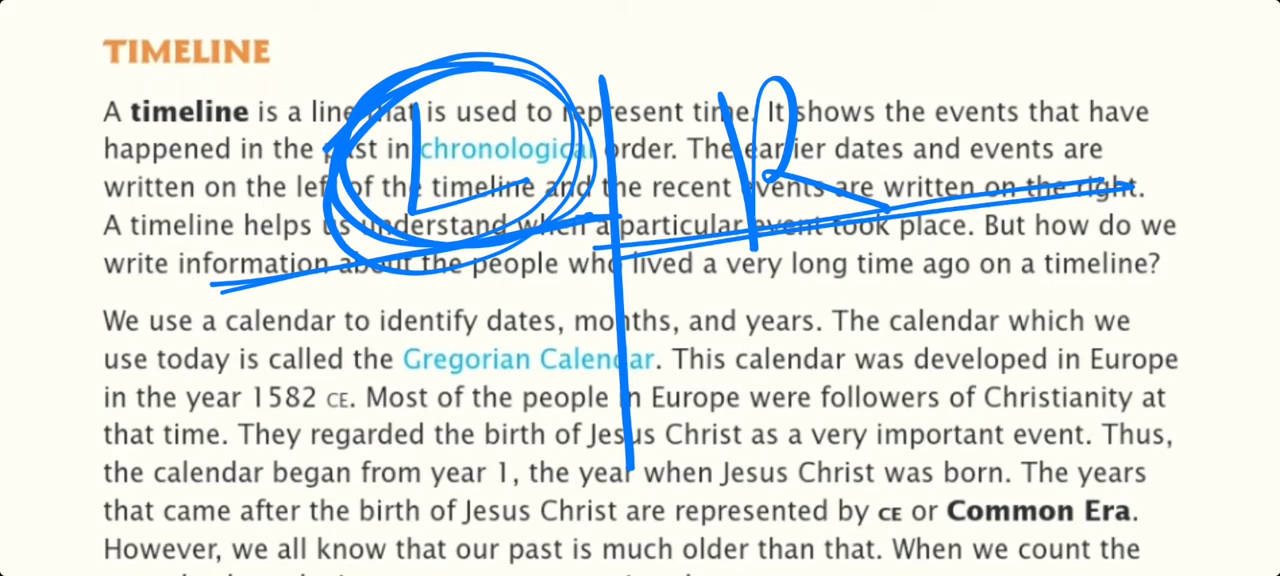 TIMELINE
A timeline is a line that is used to represent time. It shows the events that have
happened in the past in chronological order. The earlier dates and events are
written on the left of the timeline and the recent events are written on the right.
A timeline helps us understand when a particular event took place. But how do we
write information about the people who lived a very long time ago on a timeline?
L R
We use a calendar to identify dates, months, and years. The calendar which we
use today is called the Gregorian Calendar. This calendar was developed in Europe
in the year 1582 CE. Most of the people in Europe were followers of Christianity at
that time. They regarded the birth of Jesus Christ as a very important event. Thus,
the calendar began from year 1, the year when Jesus Christ was born. The years
that came after the birth of Jesus Christ are represented by CE or Common Era.
However, we all know that our past is much older than that. When we count the